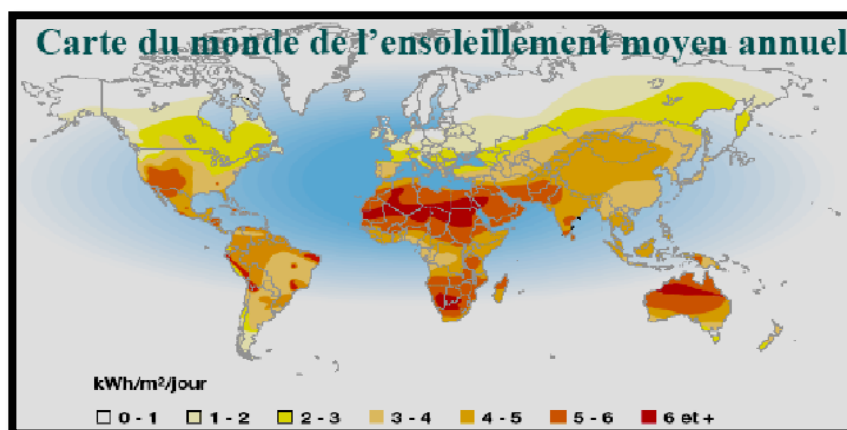 Carte du monde de l'ensoleillement moyen annuel
kWh/m²/jour
0 - 1 1 - 2 2 - 3 3 - 4 4 - 5 5 - 6 6 et +